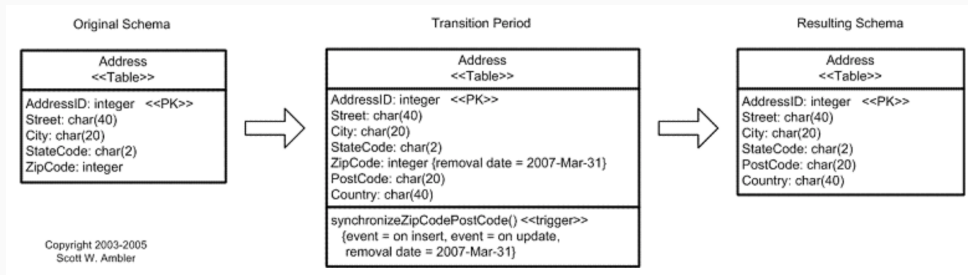 Original Schema
Address
<<Table>>
AddressID: integer <<PK>>
Street: char(40)
City: char(20)
StateCode: char(2)
ZipCode: integer
Copyright 2003-2005
Scott W. Ambler
Transition Period
Address
<<Table>>
AddressID: integer <<PK>>
Street: char(40)
City: char(20)
StateCode: char(2)
ZipCode: integer {removal date = 2007-Mar-31}
PostCode: char(20)
Country: char(40)
synchronizeZipCodePostCode() <<trigger>>
{event = on insert, event = on update,
removal date = 2007-Mar-31}
Resulting Schema
Address
<<Table>>
AddressID: integer <<PK>>
Street: char(40)
City: char(20)
StateCode: char(2)
PostCode: char(20)
Country: char(40)